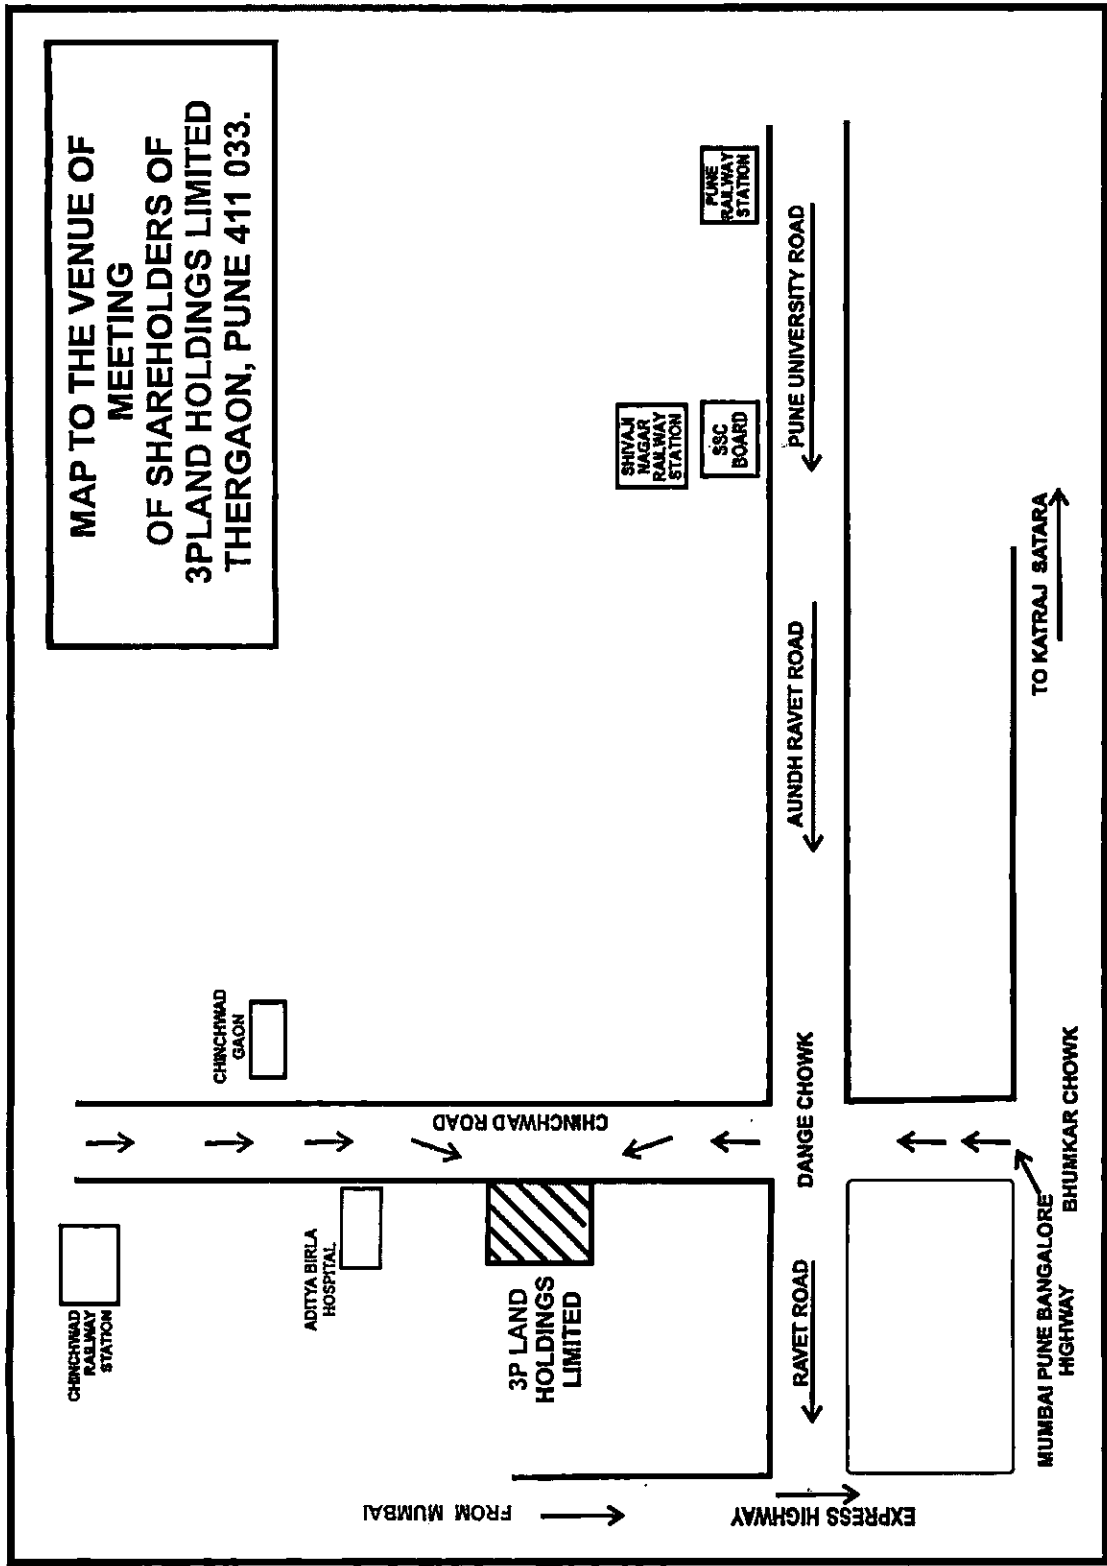 MAP TO THE VENUE OF
MEETING
OF SHAREHOLDERS OF
3PLAND HOLDINGS LIMITED
THERGAON, PUNE 411 033.
CHINCHWAD
RAILWAY
STATION
CHINCHWAD
GAON
ADITYA BIRLA
HOSPITAL
CHINCHWAD ROAD
3P LAND
HOLDINGS
LIMITED
SHIVAJI
NAGAR
RAILWAY
STATION
SSC
BOARD
PUNE
RAILWAY
STATION
FROM MUMBAI
EXPRESS HIGHWAY
RAVET ROAD
DANGE CHOWK
AUNDH RAVET ROAD
PUNE UNIVERSITY ROAD
MUMBAI PUNE BANGALORE
HIGHWAY
BHUMKAR CHOWK
TO KATRAJ SATARA